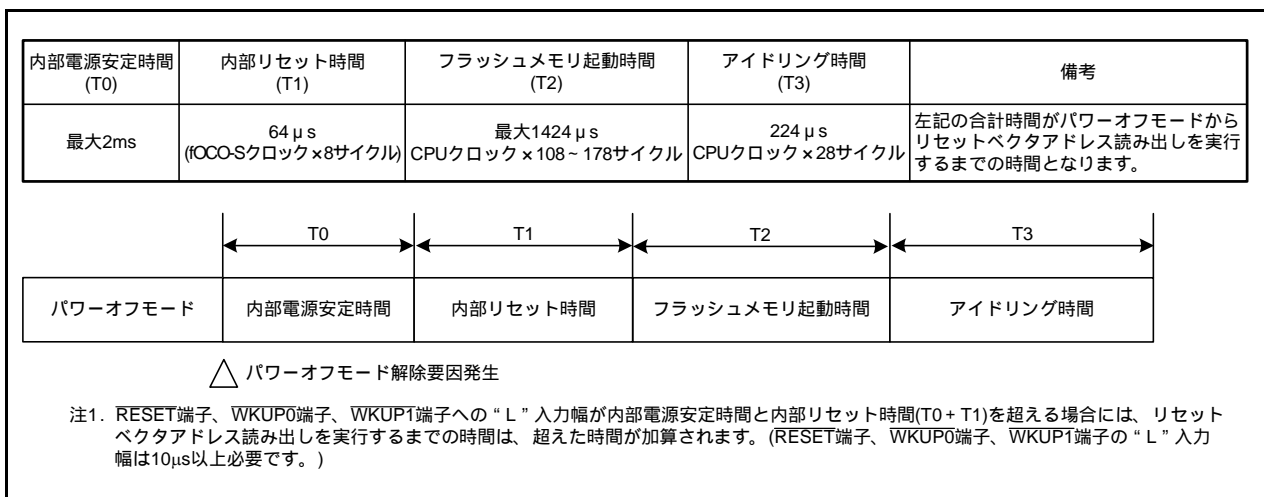 内部電源安定時間
(T0)
内部リセット時間
(T1)
フラッシュメモリ起動時間
(T2)
アイドリング時間
(T3)
備考
最大2ms
64μs
(fOCO-Sクロック×8サイクル)
最大1424μs
CPUクロック×108~178サイクル
224μs
CPUクロック×28サイクル
左記の合計時間がパワーオフモードから
リセットベクタアドレス読み出しを実行
するまでの時間となります。
T0
T1
T2
T3
パワーオフモード
内部電源安定時間
内部リセット時間
フラッシュメモリ起動時間
アイドリング時間
パワーオフモード解除要因発生
注1. RESET端子、WKUP0端子、WKUP1端子への“L”入力幅が内部電源安定時間と内部リセット時間(T0+T1)を超える場合には、リセット
ベクタアドレス読み出しを実行するまでの時間は、超えた時間が加算されます。(RESET端子、WKUP0端子、WKUP1端子の“L”入力
幅は10μs以上必要です。)